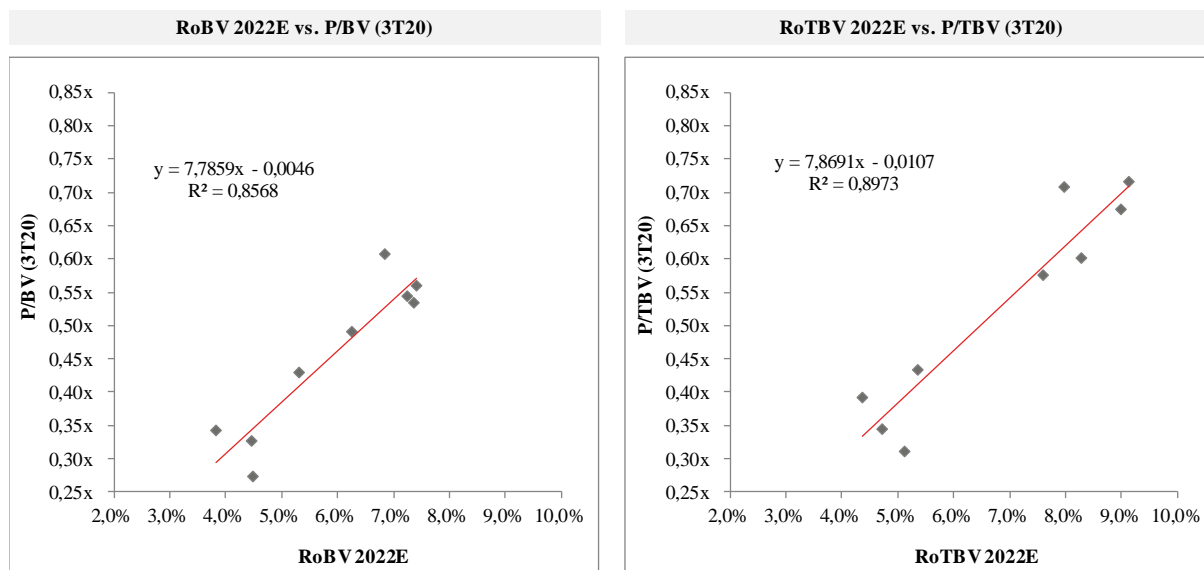 RoBV 2022E vs. P/BV (3T20)
0,85x
0,80x
0,75x
0,70x
0,65x
0,60x
0,55x
0,50x
0,45x
0,40x
0,35x
0,30x
0,25x
P/BV (3T20)
y = 7,7859x - 0,0046
R² = 0,8568
2,0% 3,0% 4,0% 5,0% 6,0% 7,0% 8,0% 9,0% 10,0%
RoBV 2022E
RoTBV 2022E vs. P/TBV (3T20)
0,85x
0,80x
0,75x
0,70x
0,65x
0,60x
0,55x
0,50x
0,45x
0,40x
0,35x
0,30x
0,25x
P/TBV (3T20)
y = 7,8691x - 0,0107
R² = 0,8973
2,0% 3,0% 4,0% 5,0% 6,0% 7,0% 8,0% 9,0% 10,0%
RoTBV 2022E